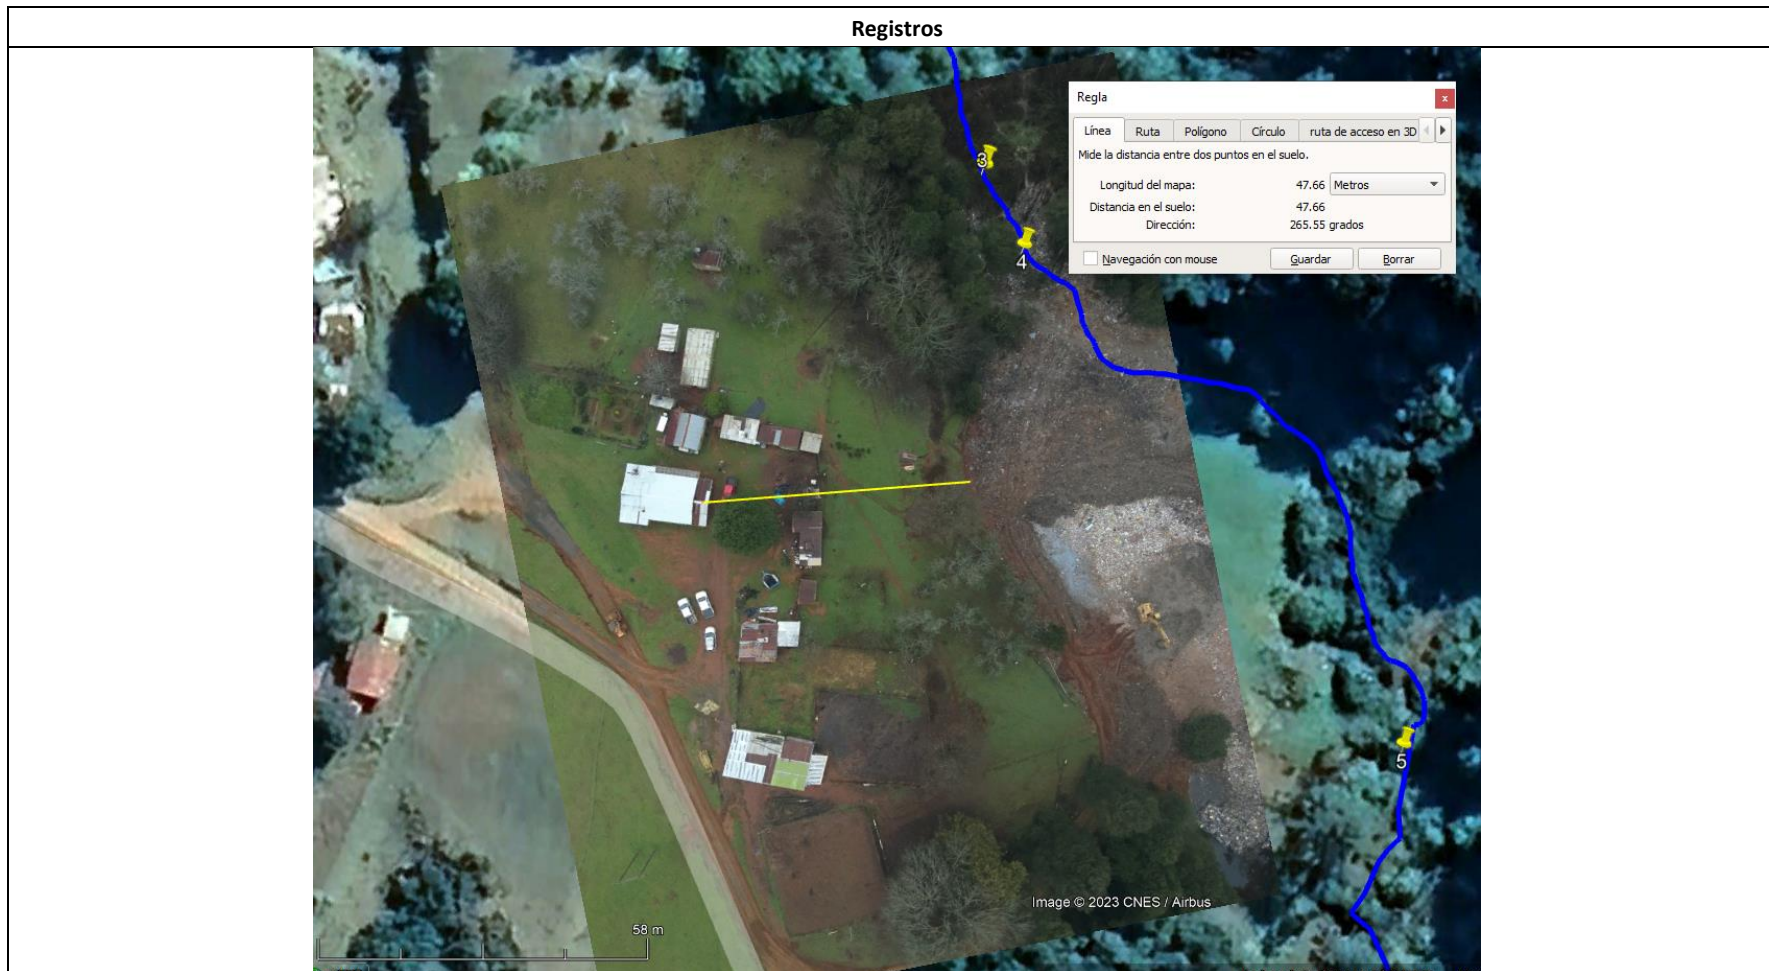 Registros
Regla
x
Línea Ruta Polígono Círculo ruta de acceso en 3D
Mide la distancia entre dos puntos en el suelo.
Longitud del mapa: 47.66 Metros
Distancia en el suelo: 47.66
Dirección: 265.55 grados
Navegación con mouse Guardar Borrar
3
4
5
Image © 2023 CNES / Airbus
58 m